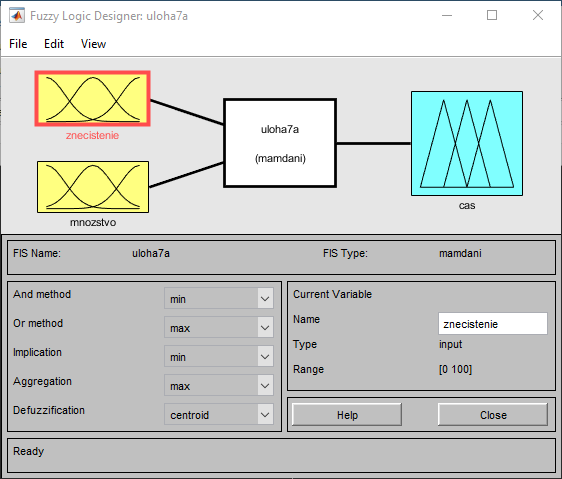 Fuzzy Logic Designer: uloha7a
File Edit View
znecistenie
mnozstvo
uloha7a
(mamdani)
cas
FIS Name: uloha7a FIS Type: mamdani
And method min
Or method max
Implication min
Aggregation max
Defuzzification centroid
Current Variable
Name znecistenie
Type input
Range [0 100]
Help Close
Ready